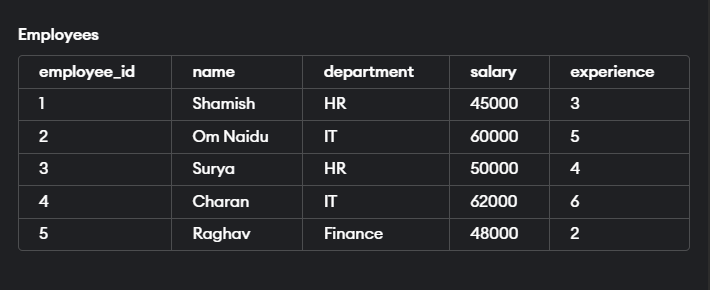 Employees
employee_id name department salary experience
1 Shamish HR 45000 3
2 Om Naidu IT 60000 5
3 Surya HR 50000 4
4 Charan IT 62000 6
5 Raghav Finance 48000 2